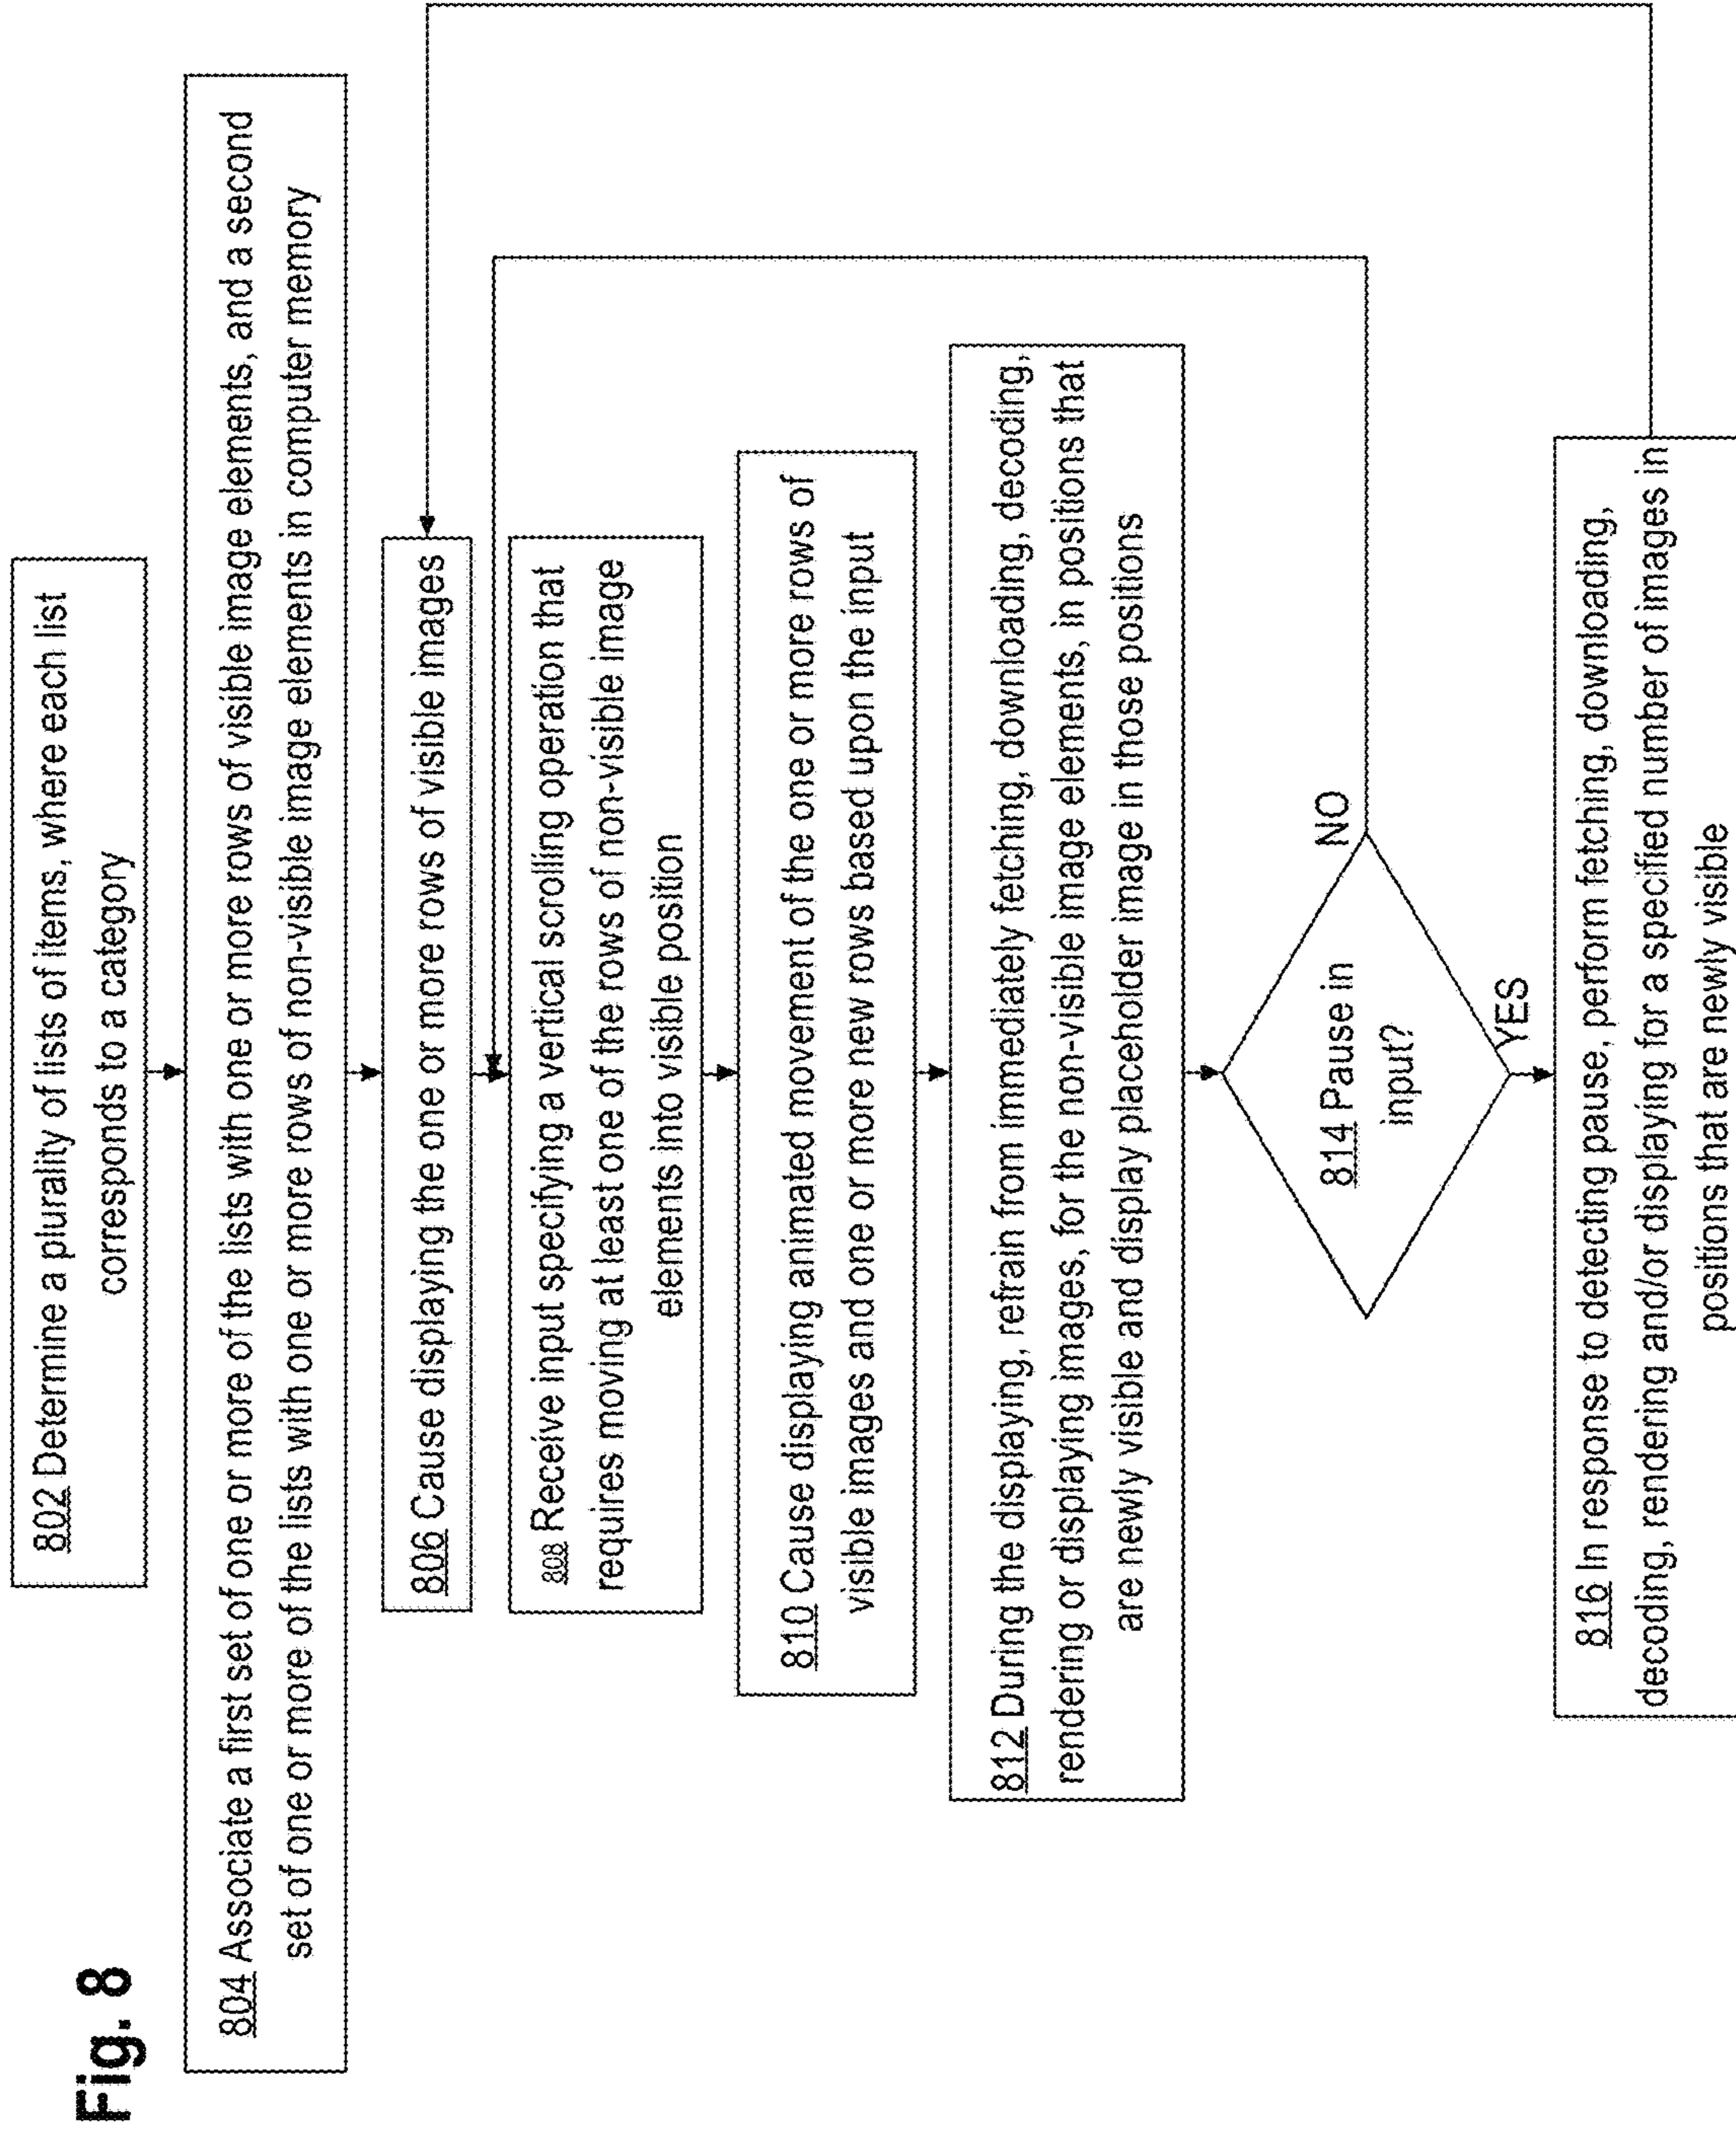 Fig. 8
802 Determine a plurality of lists of items, where each list
corresponds to a category
804 Associate a first set of one or more of the lists with one or more rows of visible image elements, and a second
set of one or more of the lists with one or more rows of non-visible image elements in computer memory
806 Cause displaying the one or more rows of visible images
808 Receive input specifying a vertical scrolling operation that
requires moving at least one of the rows of non-visible image
elements into visible position
810 Cause displaying animated movement of the one or more rows of
visible images and one or more new rows based upon the input
812 During the displaying, refrain from immediately fetching, downloading, decoding,
rendering or displaying images, for the non-visible image elements, in positions that
are newly visible and display placeholder image in those positions
814 Pause in
input?
NO
YES
816 In response to detecting pause, perform fetching, downloading,
decoding, rendering and/or displaying for a specified number of images in
positions that are newly visible